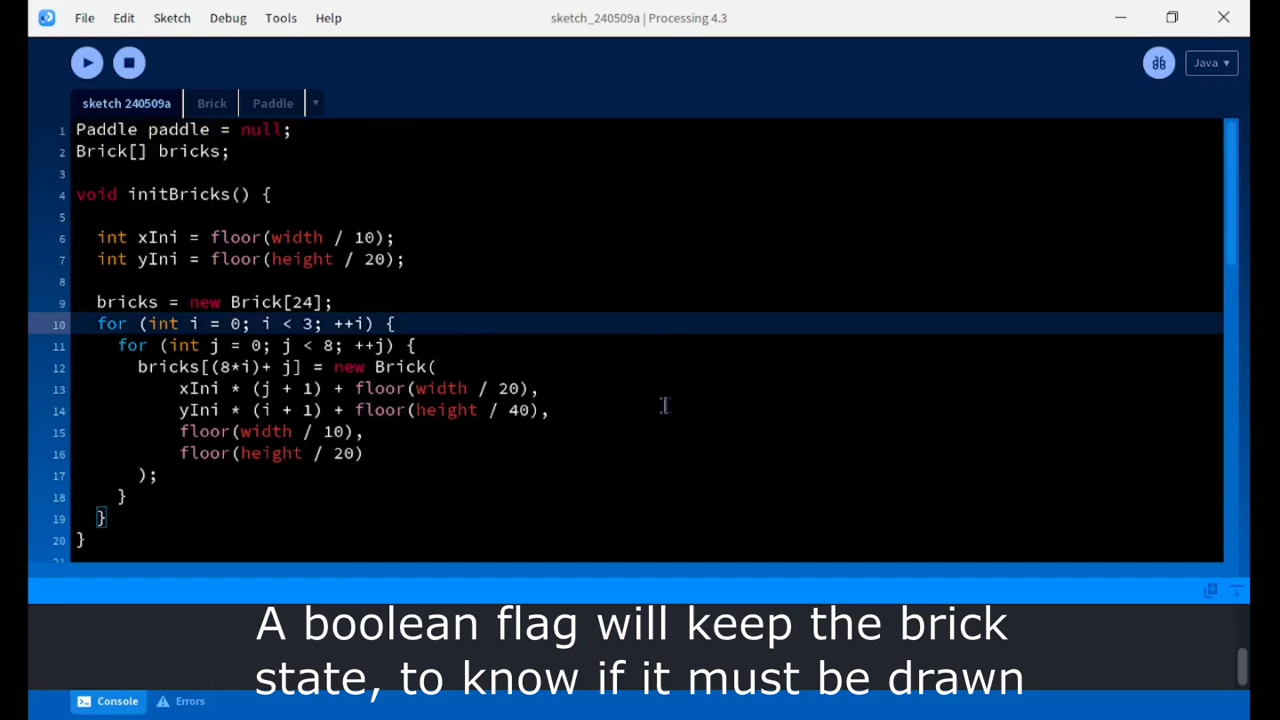 File Edit Sketch Debug Tools Help sketch_240509a | Processing 4.3
Java ▾
sketch 240509a Brick Paddle ▾
1 Paddle paddle = null;
2 Brick[] bricks;
3
4 void initBricks() {
5
6 int xIni = floor(width / 10);
7 int yIni = floor(height / 20);
8
9 bricks = new Brick[24];
10 for (int i = 0; i < 3; ++i) {
11 for (int j = 0; j < 8; ++j) {
12 bricks[(8*i)+ j] = new Brick(
13 xIni * (j + 1) + floor(width / 20),
14 yIni * (i + 1) + floor(height / 40),
15 floor(width / 10),
16 floor(height / 20)
17 );
18 }
19 }
20 }
21
A boolean flag will keep the brick
state, to know if it must be drawn
Console Errors